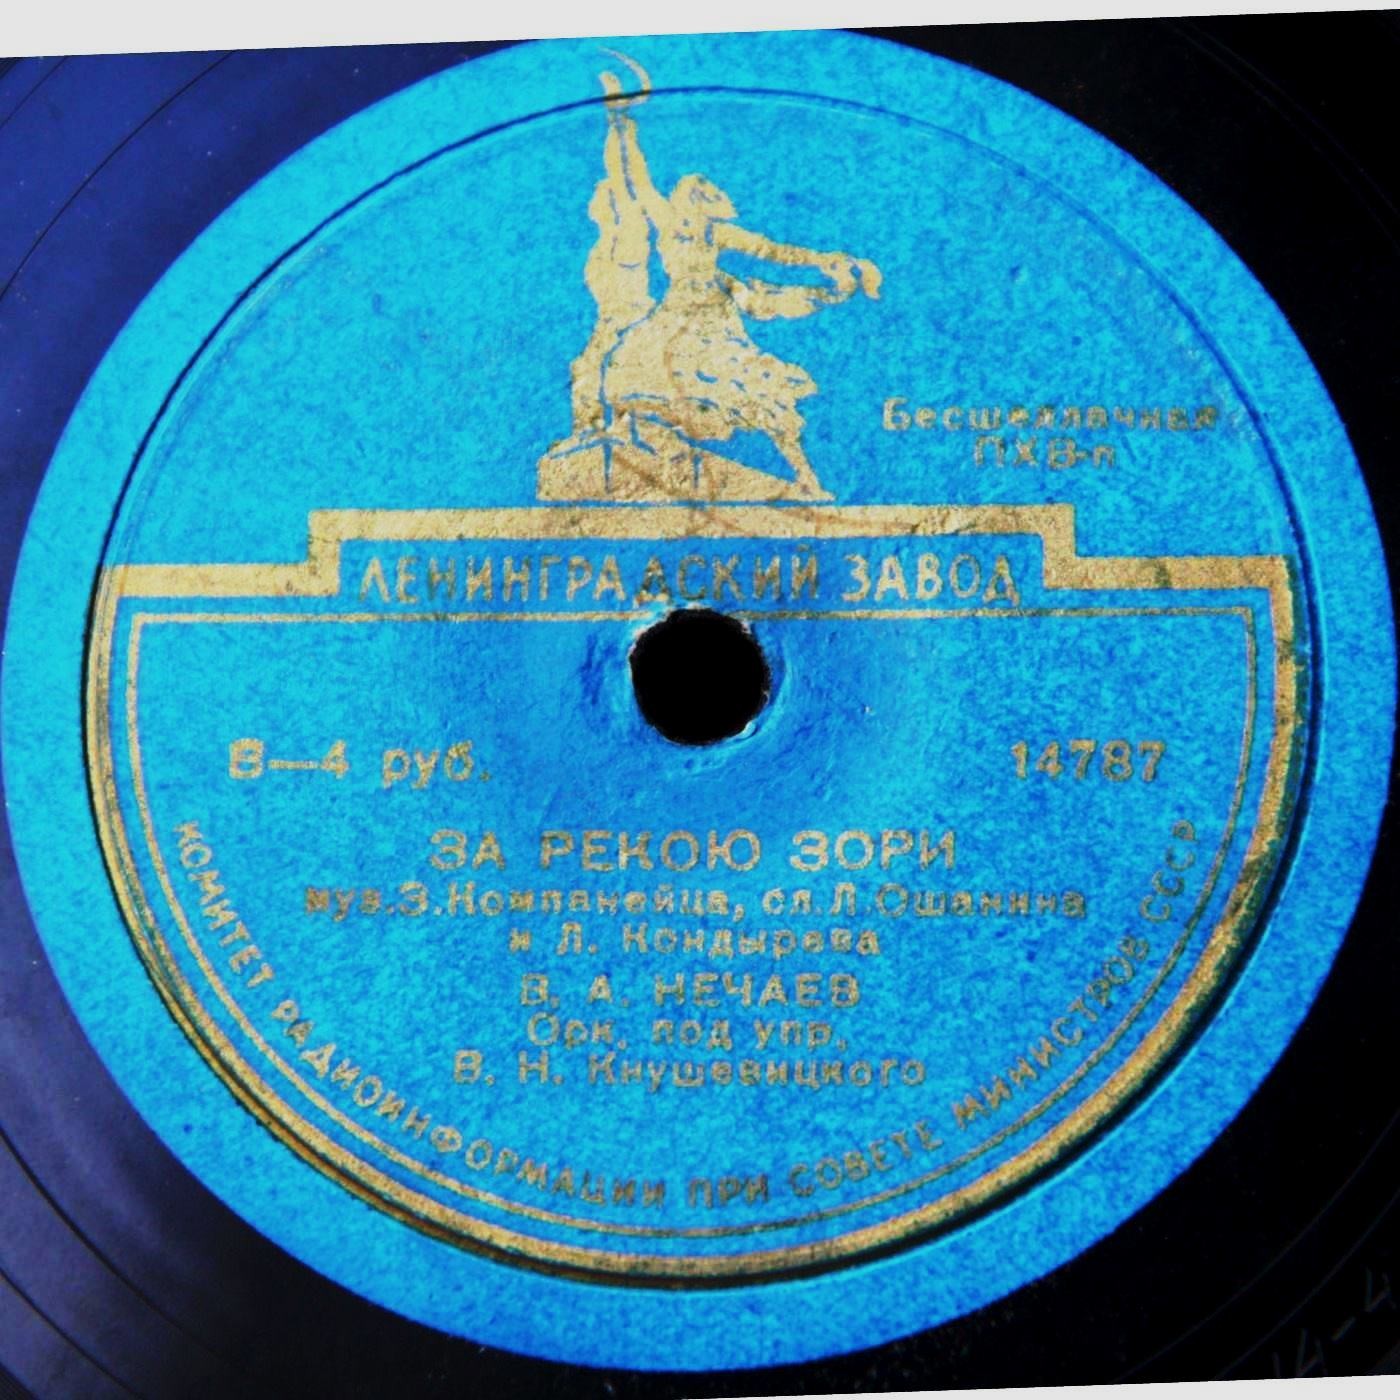 Бесшеллачная
ПХВ-п
ЛЕНИНГРАДСКИЙ ЗАВОД
В—4 руб.
14787
ЗА РЕКОЮ ЗОРИ
муз.З.Компанейца, сл.Л.Ошанина
и Л. Кондырева
В. А. НЕЧАЕВ
Орк. под упр.
В. Н. Кнушевицкого
КОМИТЕТ РАДИОИНФОРМАЦИИ ПРИ СОВЕТЕ МИНИСТРОВ СССР